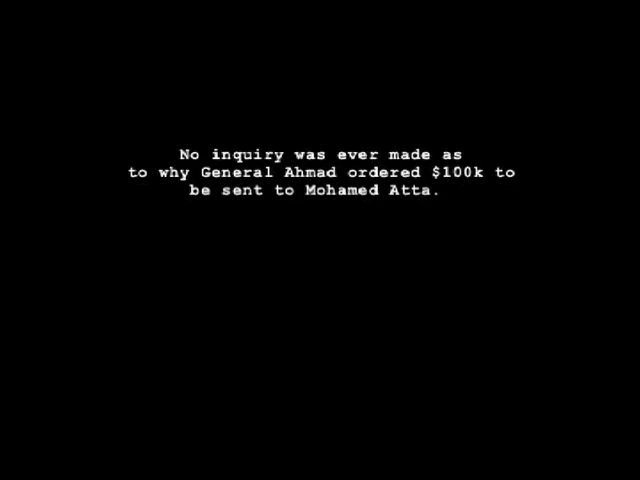 No inquiry was ever made as
to why General Ahmad ordered $100k to
be sent to Mohamed Atta.